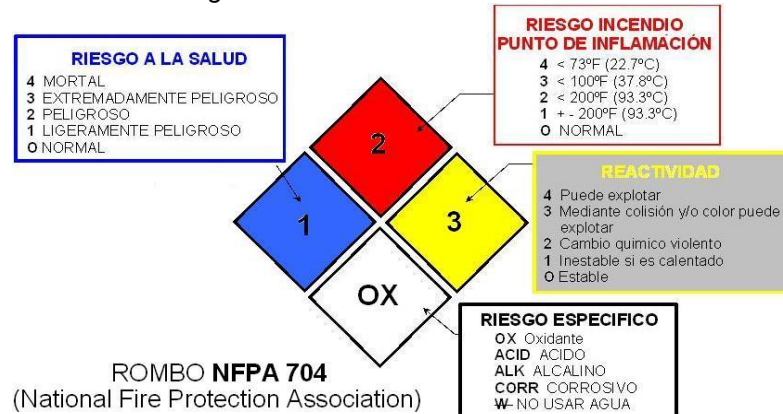 RIESGO A LA SALUD
4 MORTAL
3 EXTREMADAMENTE PELIGROSO
2 PELIGROSO
1 LIGERAMENTE PELIGROSO
O NORMAL
RIESGO INCENDIO
PUNTO DE INFLAMACIÓN
4 < 73ºF (22.7ºC)
3 < 100ºF (37.8ºC)
2 < 200ºF (93.3ºC)
1 + - 200ºF (93.3ºC)
O NORMAL
2
1
3
OX
REACTIVIDAD
4 Puede explotar
3 Mediante colisión y/o color puede
explotar
2 Cambio quimico violento
1 Inestable si es calentado
O Estable
RIESGO ESPECIFICO
OX Oxidante
ACID ACIDO
ALK ALCALINO
CORR CORROSIVO
W NO USAR AGUA
ROMBO NFPA 704
(National Fire Protection Association)